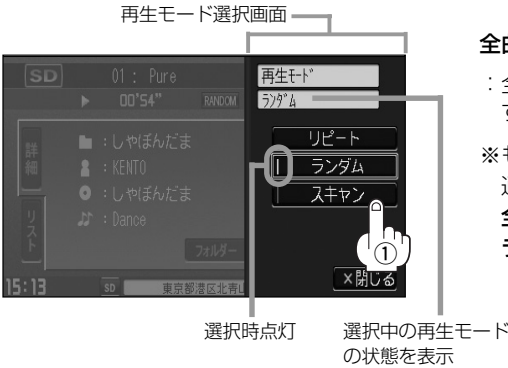 再生モード選択画面
SD
01 : Pure
00'54"
RANDOM
詳細
：しゃぼんだま
：KENTO
：しゃぼんだま
：Dance
リスト
フォルダー
15:13
SD
東京都港区北青山
再生ﾓｰﾄﾞ
ﾗﾝﾀﾞﾑ
リピート
ランダム
スキャン
①
×閉じる
選択時点灯
選択中の再生モード
の状態を表示
：全
す
※